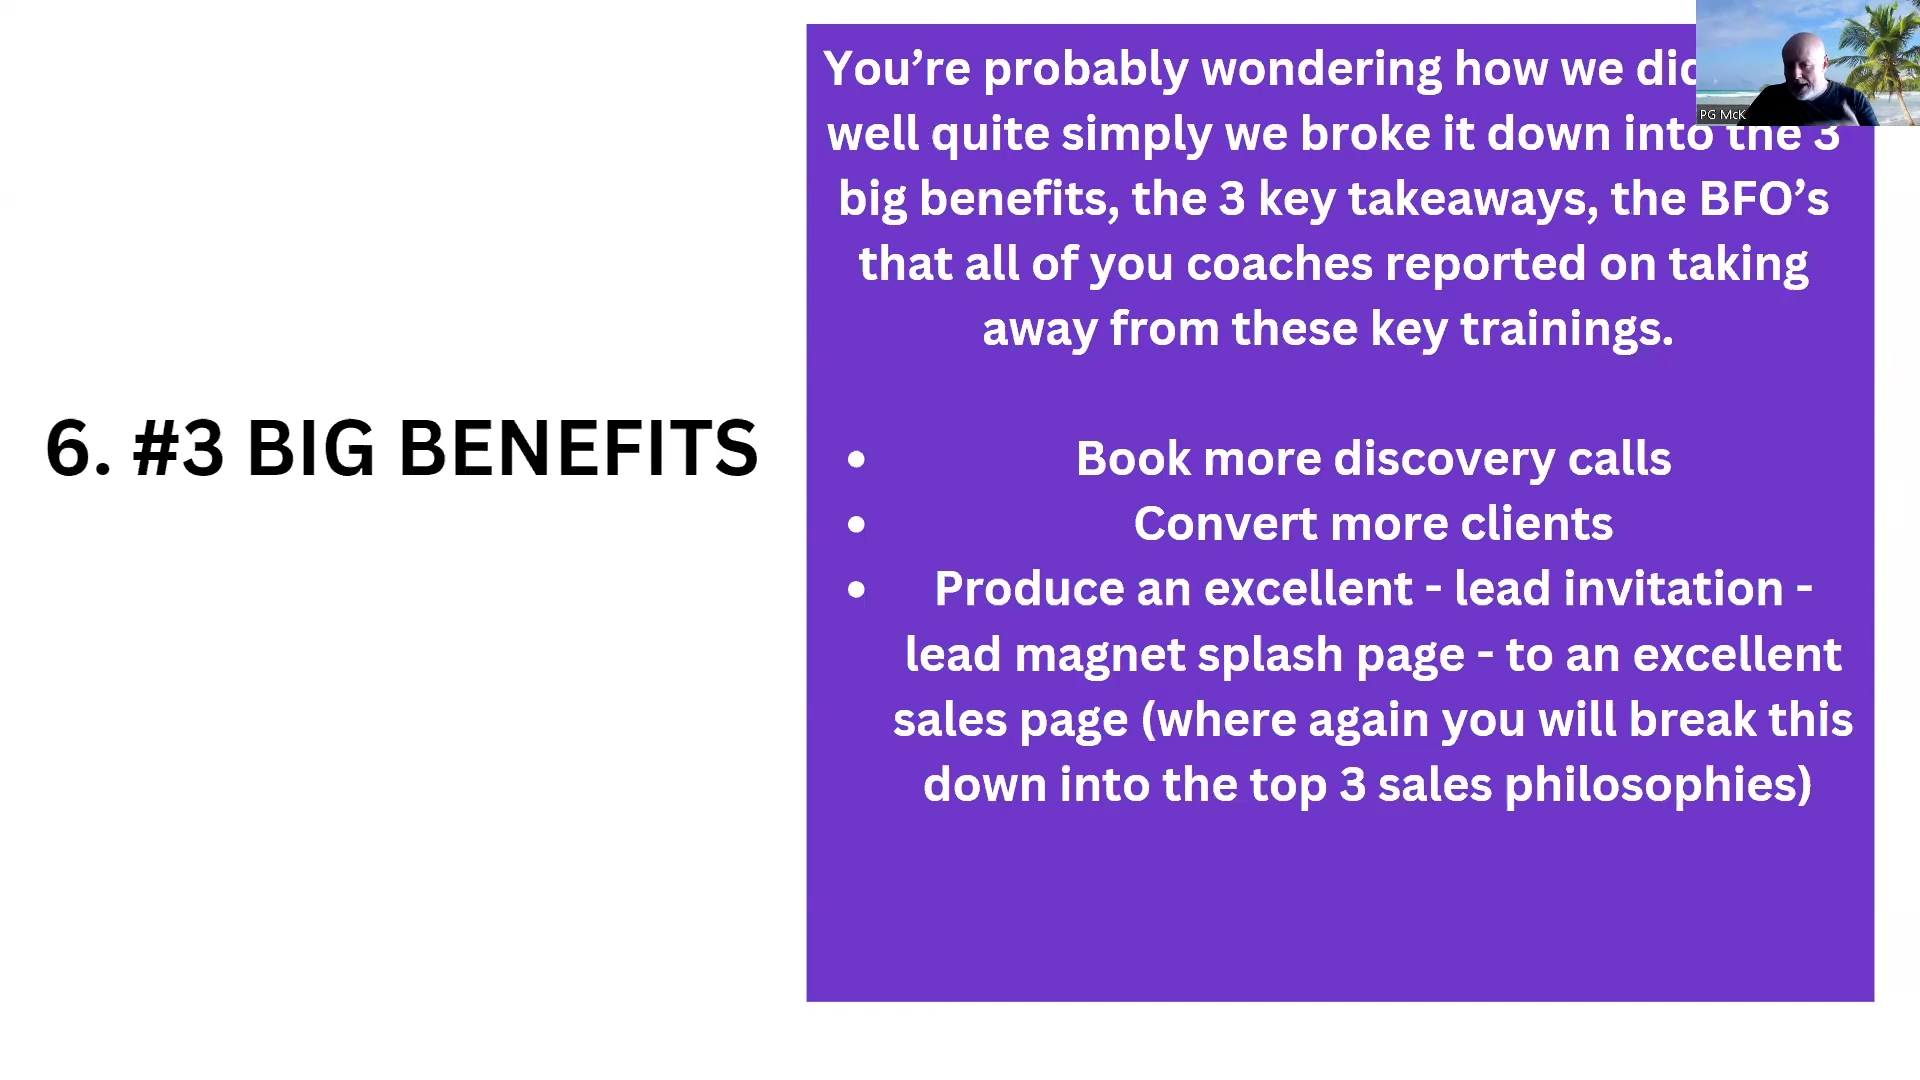 6. #3 BIG BENEFITS
You’re probably wondering how we
well quite simply we broke it down into the 3
big benefits, the 3 key takeaways, the BFO’s
that all of you coaches reported on taking
away from these key trainings.
• Book more discovery calls
• Convert more clients
• Produce an excellent - lead invitation -
lead magnet splash page - to an excellent
sales page (where again you will break this
down into the top 3 sales philosophies)
PG McK